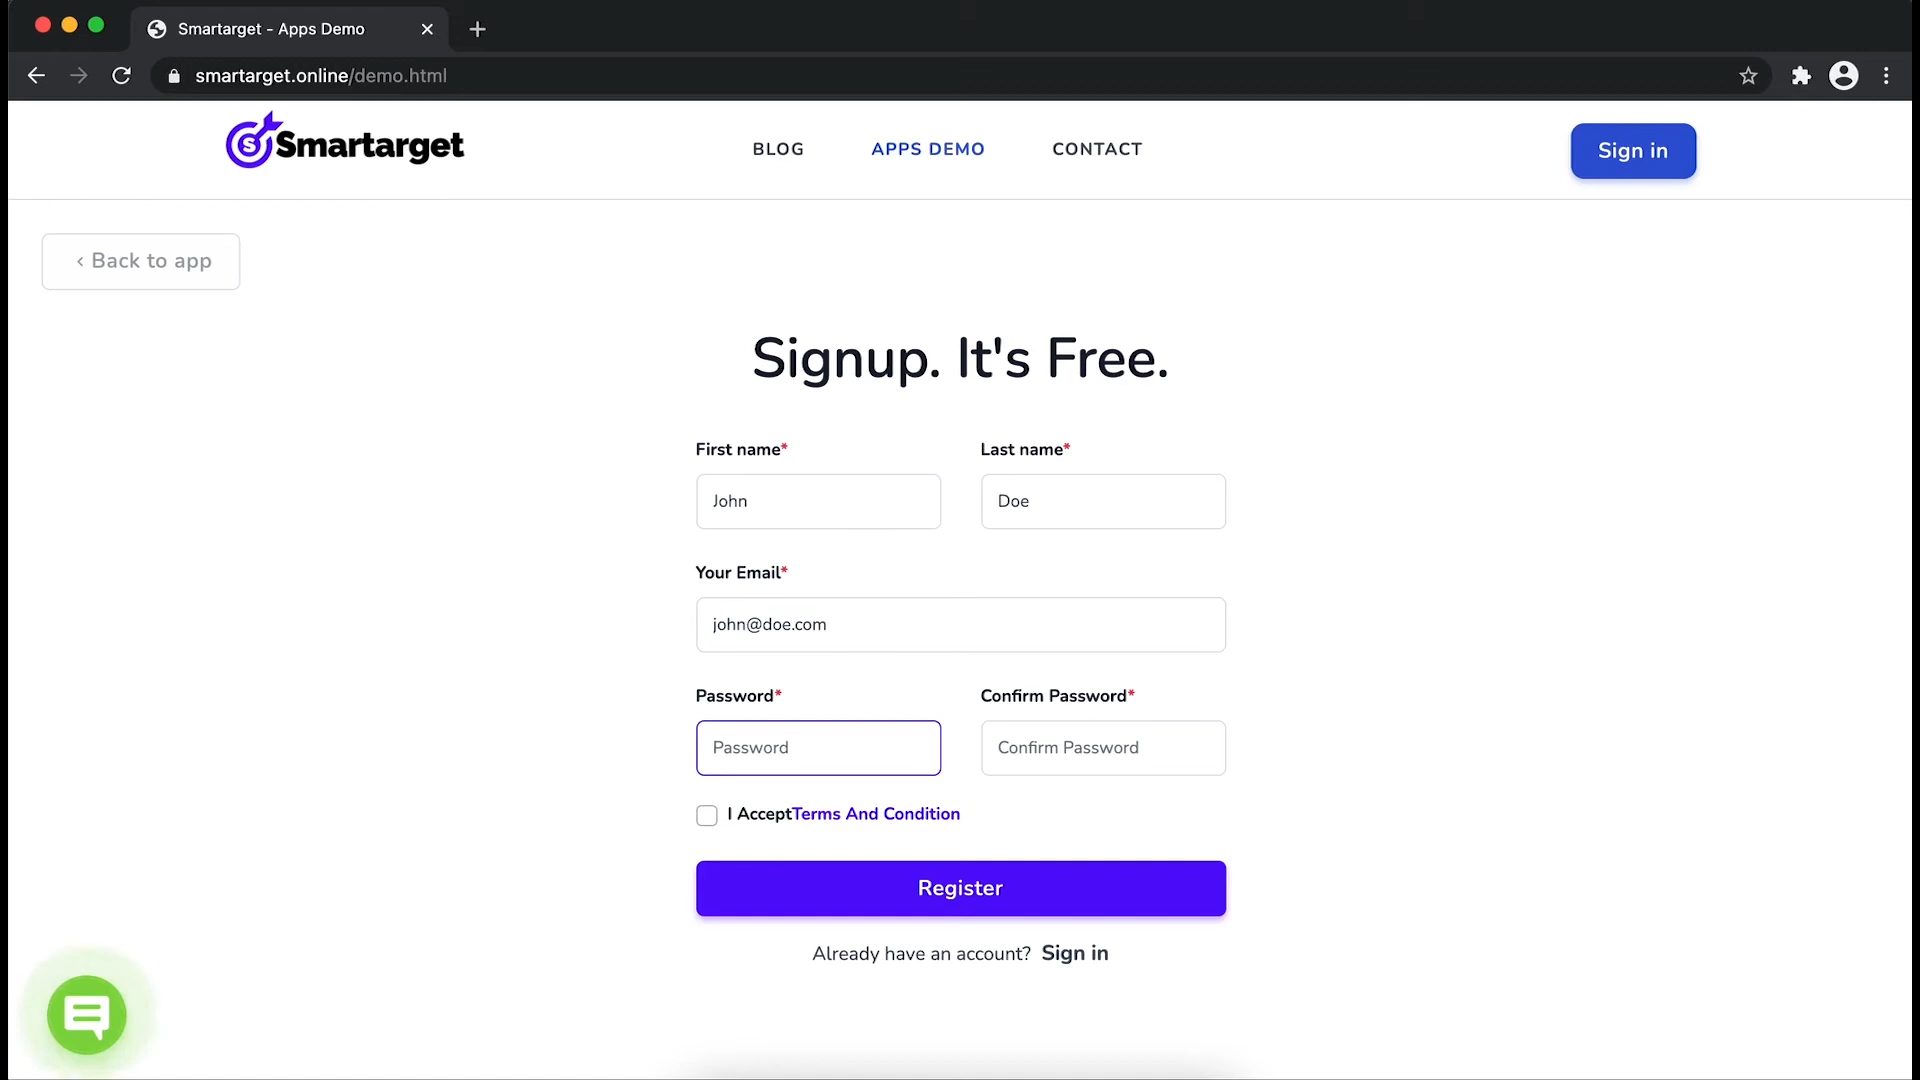 Smartarget - Apps Demo
smartarget.online/demo.html
Smartarget
BLOG
APPS DEMO
CONTACT
Sign in
‹ Back to app
Signup. It's Free.
First name*
Last name*
John
Doe
Your Email*
john@doe.com
Password*
Confirm Password*
Password
Confirm Password
I AcceptTerms And Condition
Register
Already have an account? Sign in